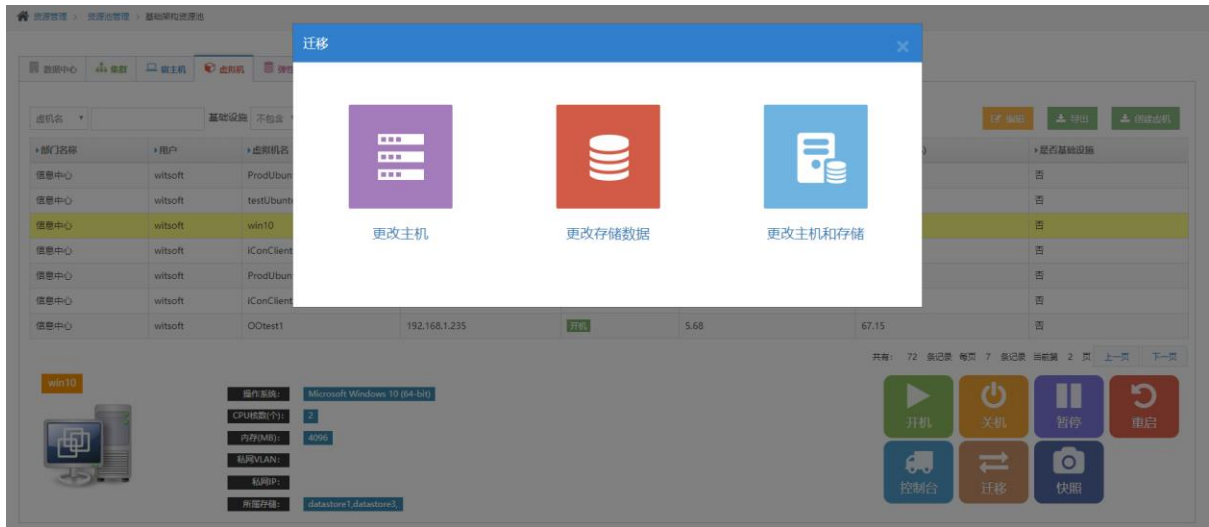 资源管理 › 资源池管理 › 基础架构资源池
迁移 ×
数据中心 集群 宿主机 虚拟机
虚机名 基础设施 不包含 编辑 导出 创建虚机
部门名称 用户 虚拟机名 是否基础设施
信息中心 witsoft ProdUbun 否
信息中心 witsoft testUbunt 否
信息中心 witsoft win10 否
信息中心 witsoft iConClient 否
信息中心 witsoft ProdUbun 否
信息中心 witsoft iConClient 否
信息中心 witsoft OOtest1 192.168.1.235 开机 5.68 67.15 否
更改主机 更改存储数据 更改主机和存储
共有: 72 条记录 每页 7 条记录 当前第 2 页 上一页 下一页
win10
操作系统: Microsoft Windows 10 (64-bit)
CPU核数(个): 2
内存(MB): 4096
私网VLAN:
私网IP:
所属存储: datastore1,datastore3,
开机 关机 暂停 重启
控制台 迁移 快照